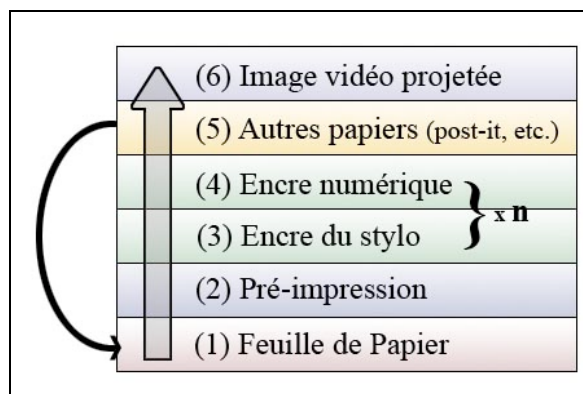 (6) Image vidéo projetée
(5) Autres papiers (post-it, etc.)
(4) Encre numérique
} x n
(3) Encre du stylo
(2) Pré-impression
(1) Feuille de Papier